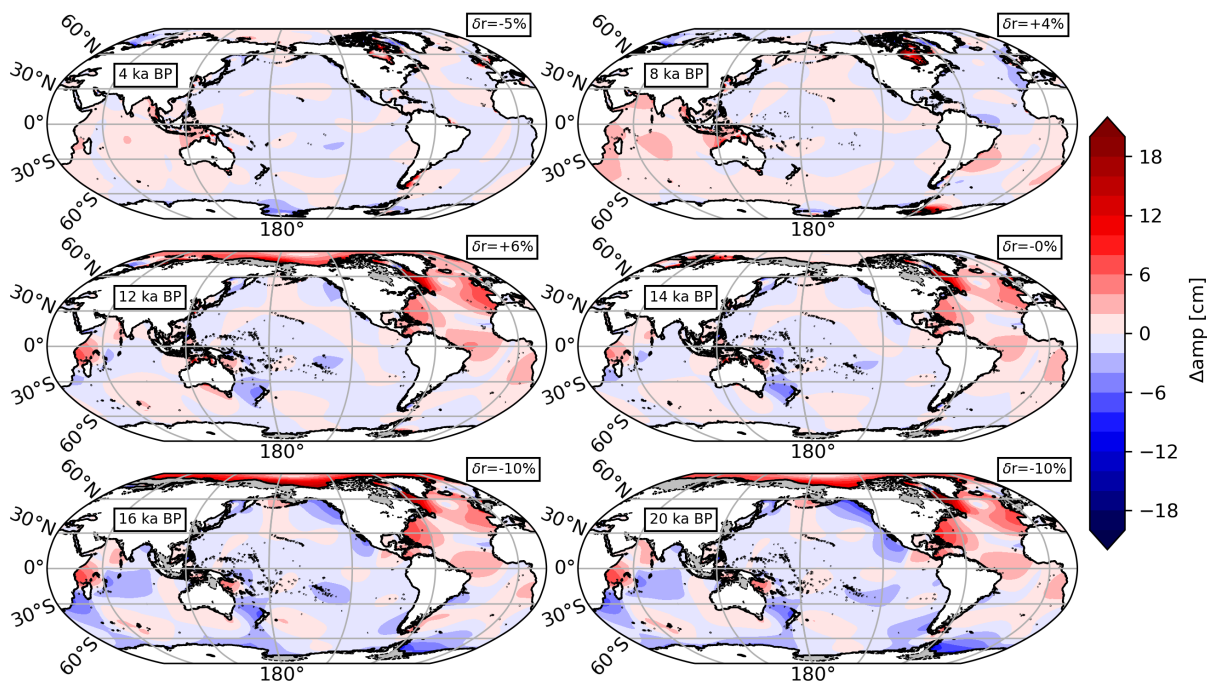 δr=-5%
δr=+4%
60°N
60°N
4 ka BP
8 ka BP
30°N
30°N
0°
0°
30°S
30°S
60°S
60°S
180°
180°
δr=+6%
δr=-0%
60°N
60°N
12 ka BP
14 ka BP
30°N
30°N
0°
0°
30°S
30°S
60°S
60°S
180°
180°
δr=-10%
δr=-10%
60°N
60°N
16 ka BP
20 ka BP
30°N
30°N
0°
0°
30°S
30°S
60°S
60°S
180°
180°
18
12
6
0
−6
−12
−18
Δamp [cm]